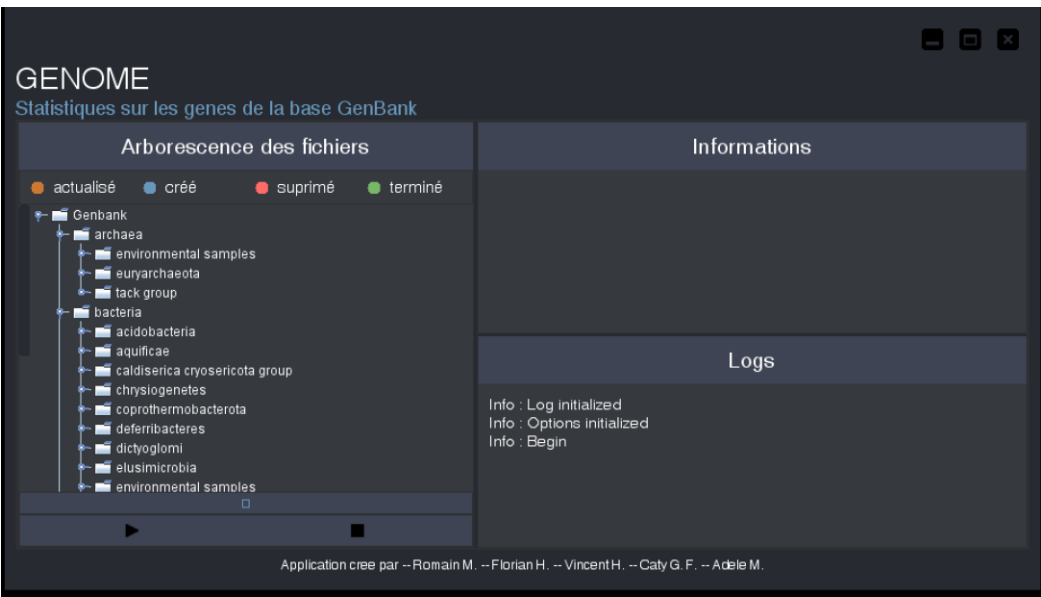 GENOME
Statistiques sur les genes de la base GenBank
Arborescence des fichiers
actualisé créé suprimé terminé
Genbank
archaea
environmental samples
euryarchaeota
tack group
bacteria
acidobacteria
aquificae
caldiserica cryosericota group
chrysiogenetes
coprothermobacterota
deferribacteres
dictyoglomi
elusimicrobia
environmental samples
Informations
Logs
Info : Log initialized
Info : Options initialized
Info : Begin
Application cree par -- Romain M. -- Florian H. -- Vincent H. -- Caty G. F. -- Adele M.